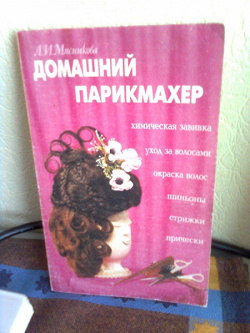 Л.И.Мясникова
ДОМАШНИЙ
ПАРИКМАХЕР
химическая завивка
уход за волосами
окраска волос
шиньоны
стрижки
прически